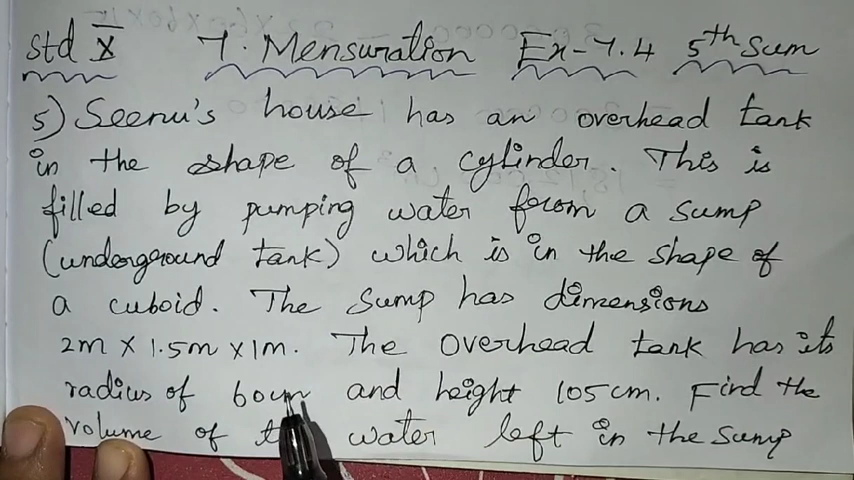 Std X 7. Mensuration Ex-7.4 5th Sum
5) Seenu's house has an overhead tank
in the shape of a cylinder. This is
filled by pumping water from a sump
(underground tank) which is in the shape of
a cuboid. The Sump has dimensions
2m X 1.5m X 1m. The Overhead tank has its
radius of 60cm and height 105cm. Find the
volume of water left in the Sump